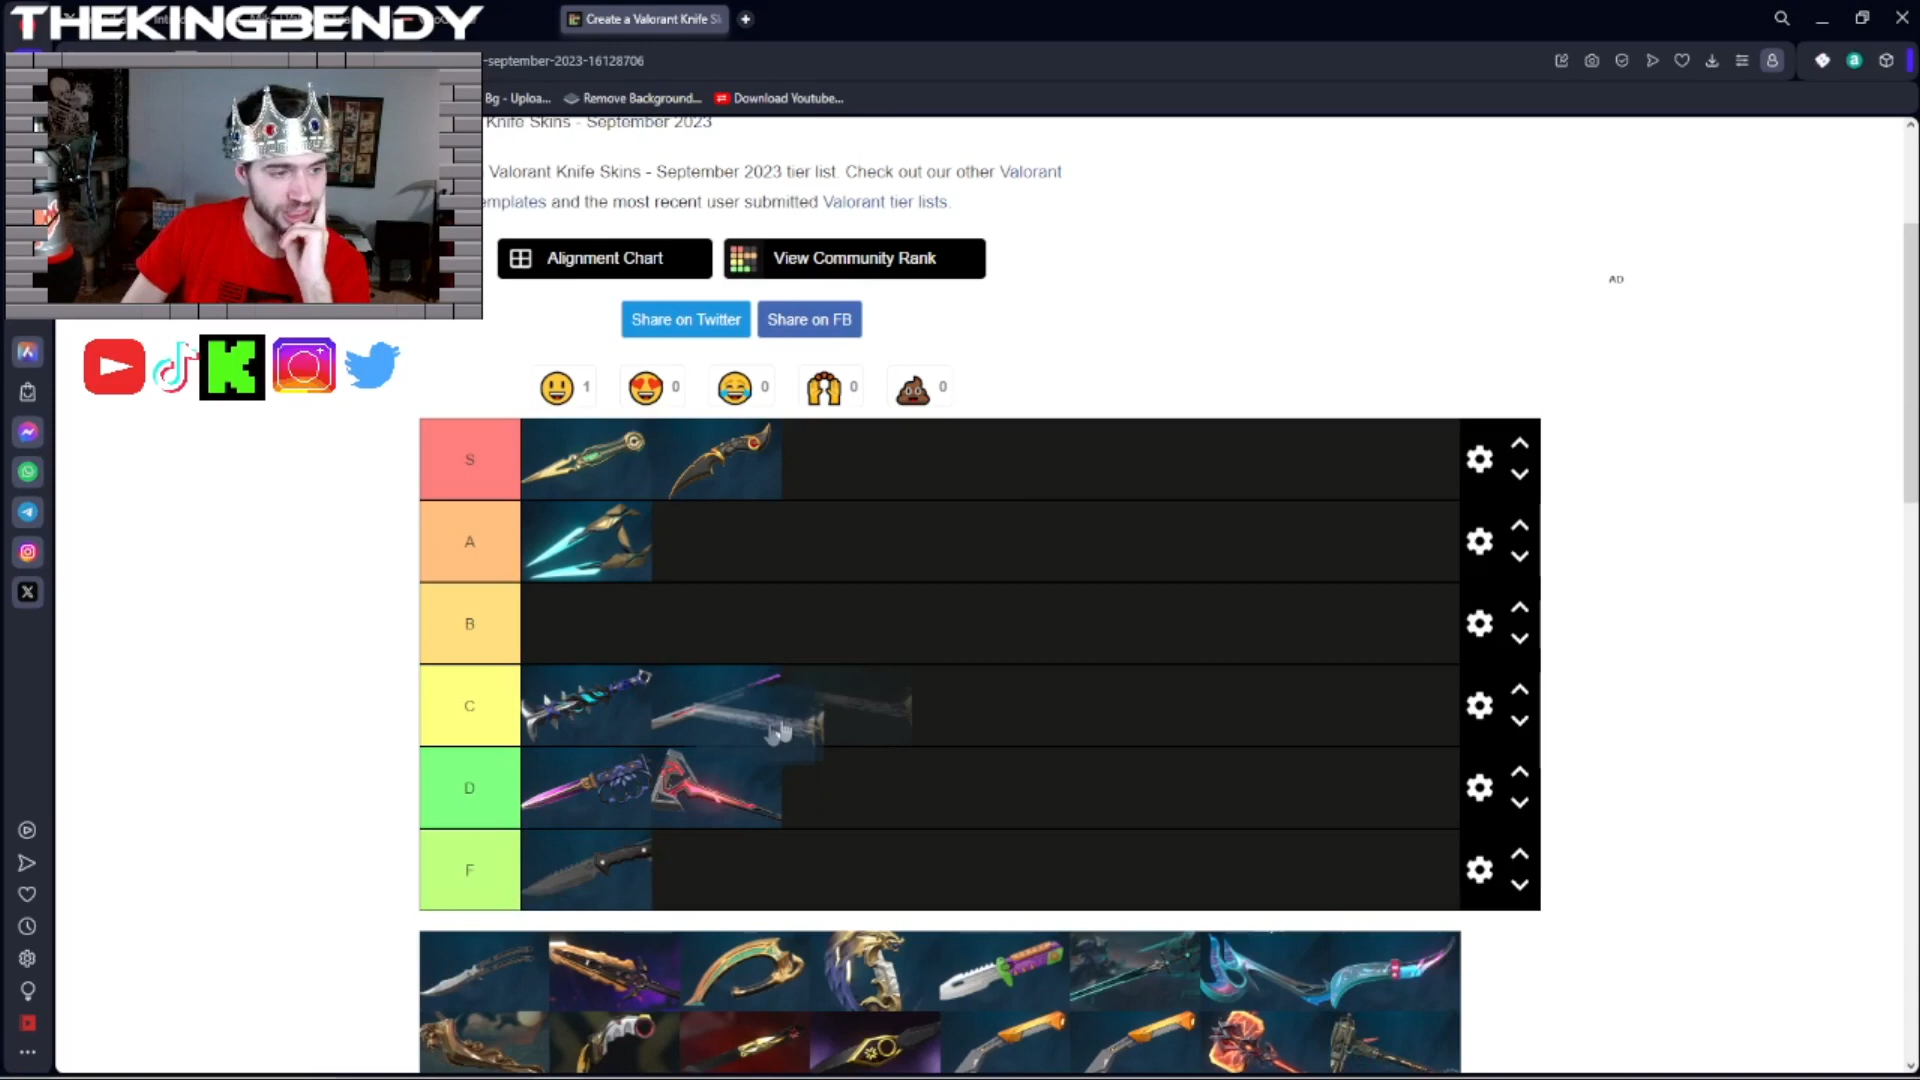 THEKINGBENDY
Create a Valorant Knife Sk
-september-2023-16128706
Bg - Uploa...
Remove Background...
Download Youtube...
Knife Skins - September 2023
Valorant Knife Skins - September 2023 tier list. Check out our other Valorant
emplates and the most recent user submitted Valorant tier lists.
AD
Alignment Chart
View Community Rank
Share on Twitter
Share on FB
1
0
0
0
0
S
A
B
C
D
F